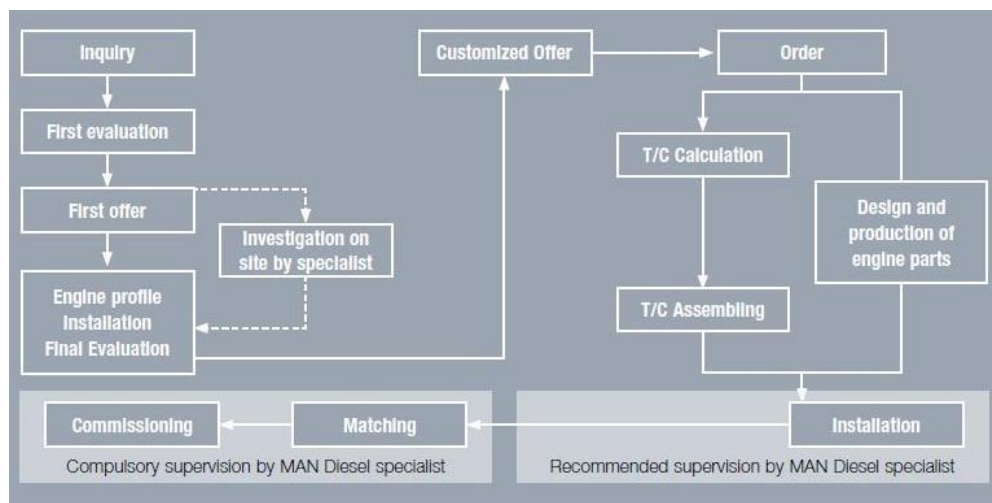 Inquiry
First evaluation
First offer
Investigation on
site by specialist
Engine profile
Installation
Final Evaluation
Customized Offer
Order
T/C Calculation
Design and
production of
engine parts
T/C Assembling
Installation
Recommended supervision by MAN Diesel specialist
Matching
Commissioning
Compulsory supervision by MAN Diesel specialist